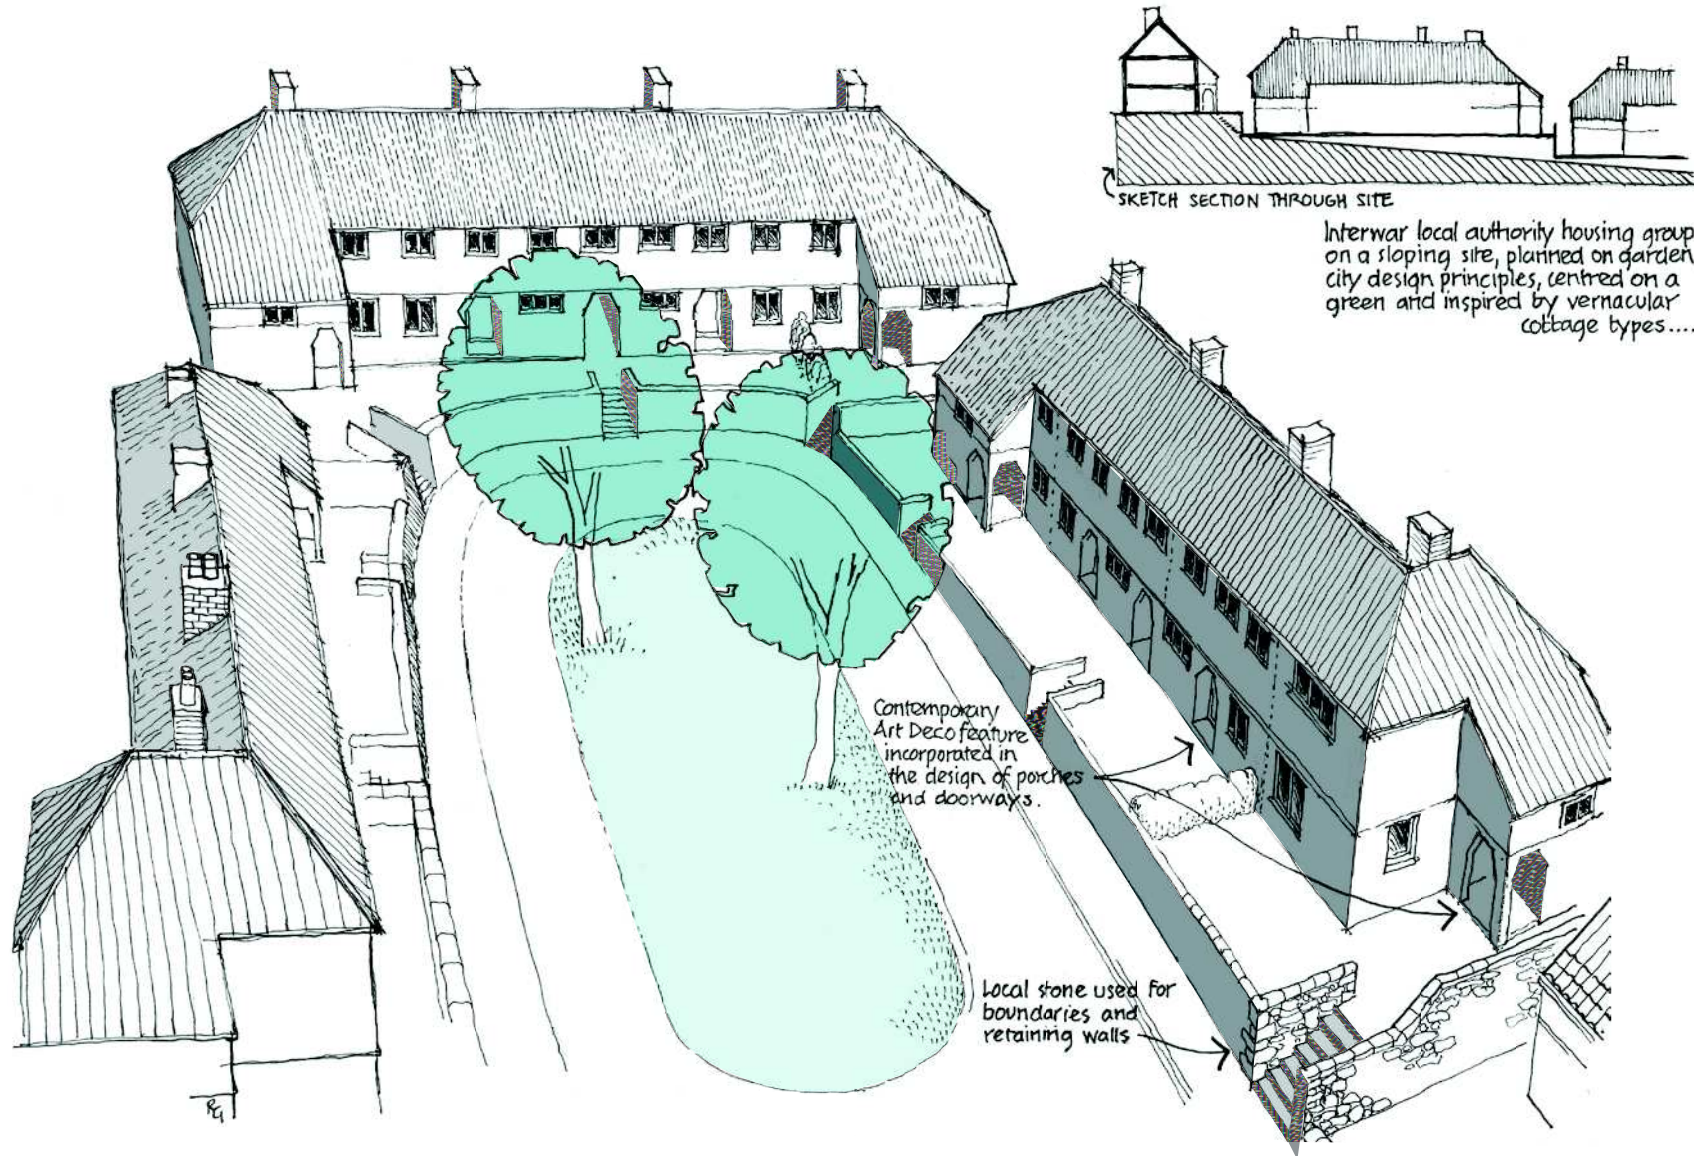 SKETCH SECTION THROUGH SITE
Interwar local authority housing group
on a sloping site, planned on garden
city design principles, centred on a
green and inspired by vernacular
cottage types....
Contemporary
Art Deco feature
incorporated in
the design of porches
and doorways.
Local stone used for
boundaries and
retaining walls